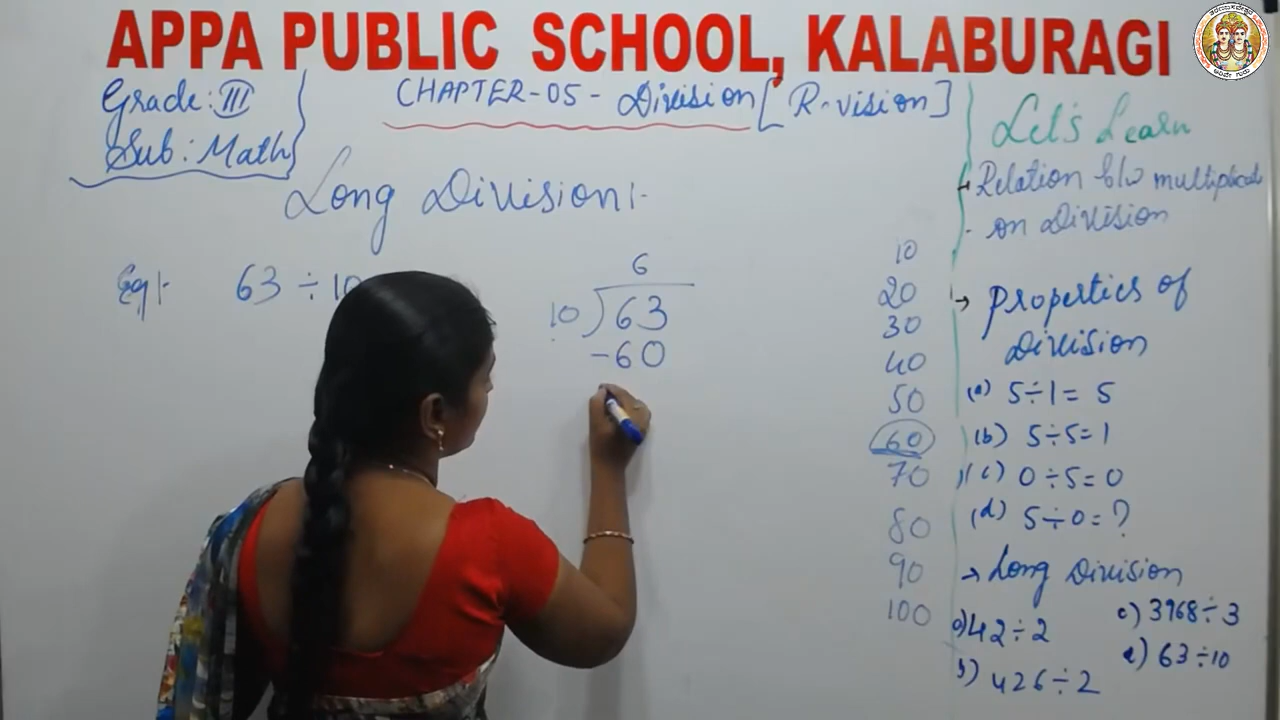 APPA PUBLIC SCHOOL, KALABURAGI
Grade: III
Sub: Math
CHAPTER-05 - Division [R-vision]
Long Division:-
Eg:- 63 ÷ 10
6
10 ) 63
-60
10
20
30
40
50
60
70
80
90
100
Let's Learn
→ Relation b/w multiplicati
- on Division
→ Properties of
Division
(a) 5÷1 = 5
(b) 5÷5=1
(c) 0÷5=0
(d) 5÷0=?
→ Long Division
a) 42÷2
b) 426÷2
c) 3968÷3
e) 63÷10